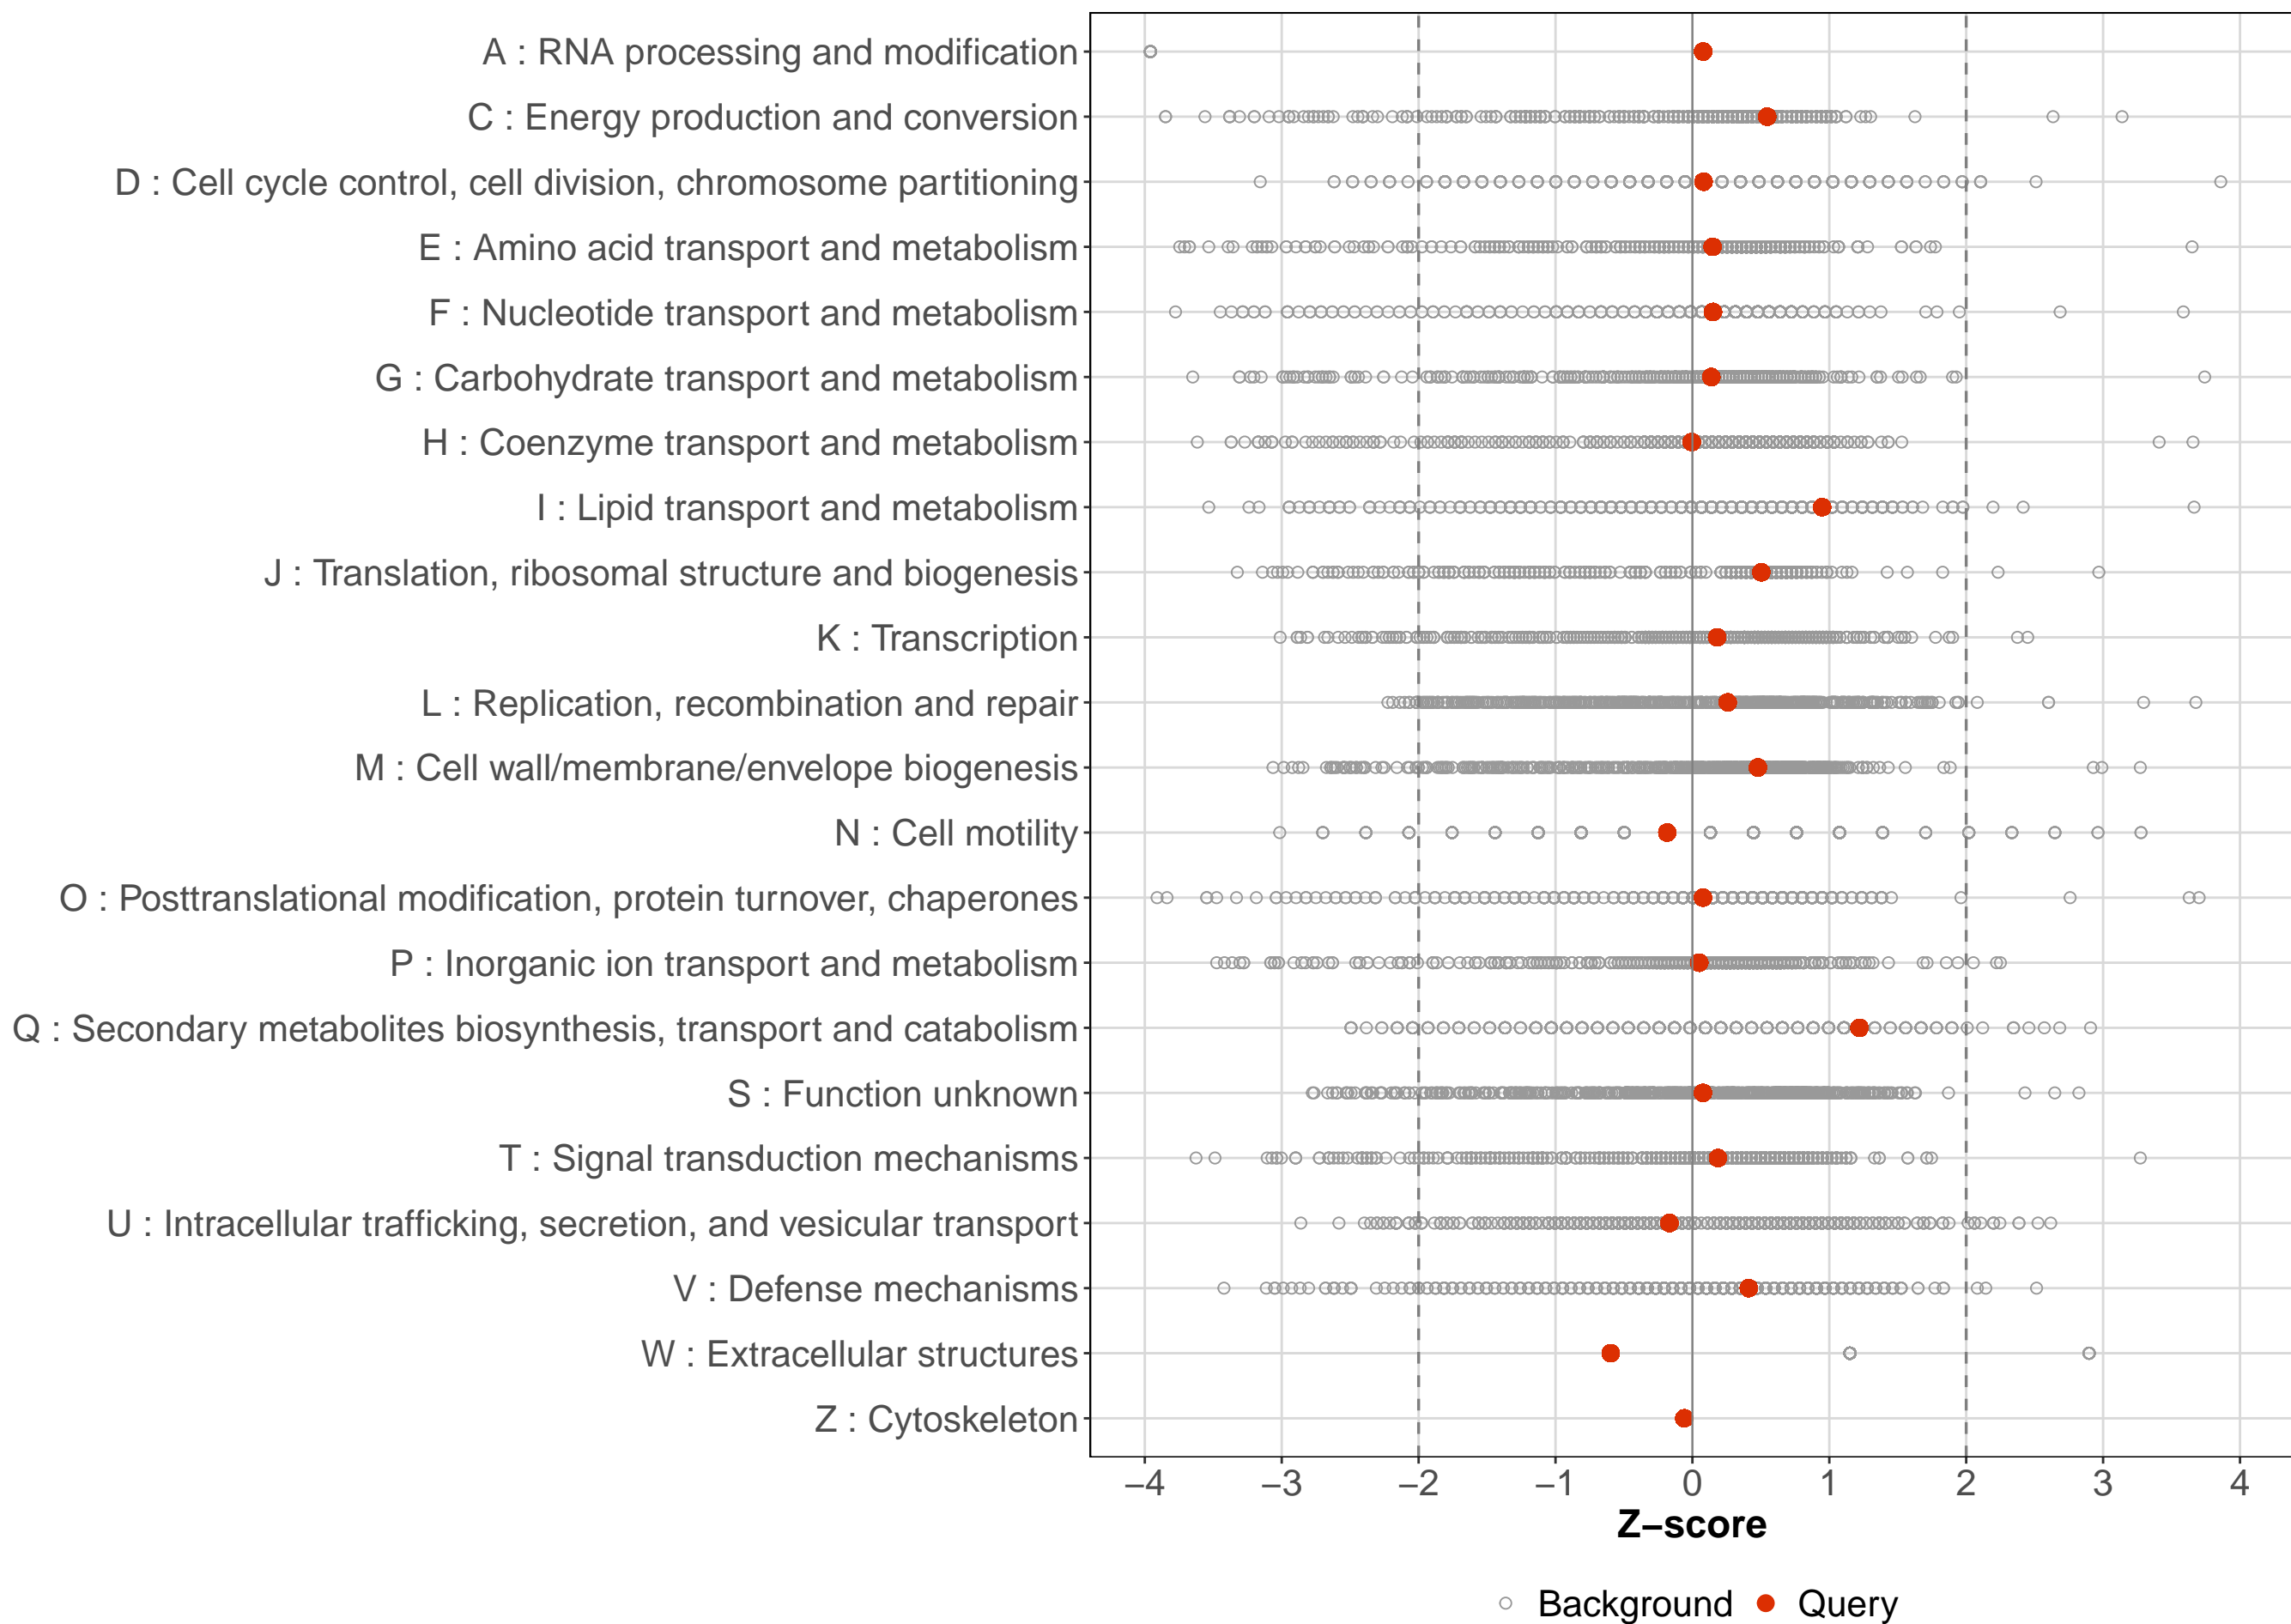 A : RNA processing and modification
C : Energy production and conversion
D : Cell cycle control, cell division, chromosome partitioning
E : Amino acid transport and metabolism
F : Nucleotide transport and metabolism
G : Carbohydrate transport and metabolism
H : Coenzyme transport and metabolism
I : Lipid transport and metabolism
J : Translation, ribosomal structure and biogenesis
K : Transcription
L : Replication, recombination and repair
M : Cell wall/membrane/envelope biogenesis
N : Cell motility
O : Posttranslational modification, protein turnover, chaperones
P : Inorganic ion transport and metabolism
Q : Secondary metabolites biosynthesis, transport and catabolism
S : Function unknown
T : Signal transduction mechanisms
U : Intracellular trafficking, secretion, and vesicular transport
V : Defense mechanisms
W : Extracellular structures
Z : Cytoskeleton
−4 −3 −2 −1 0 1 2 3 4
Z−score
Background Query